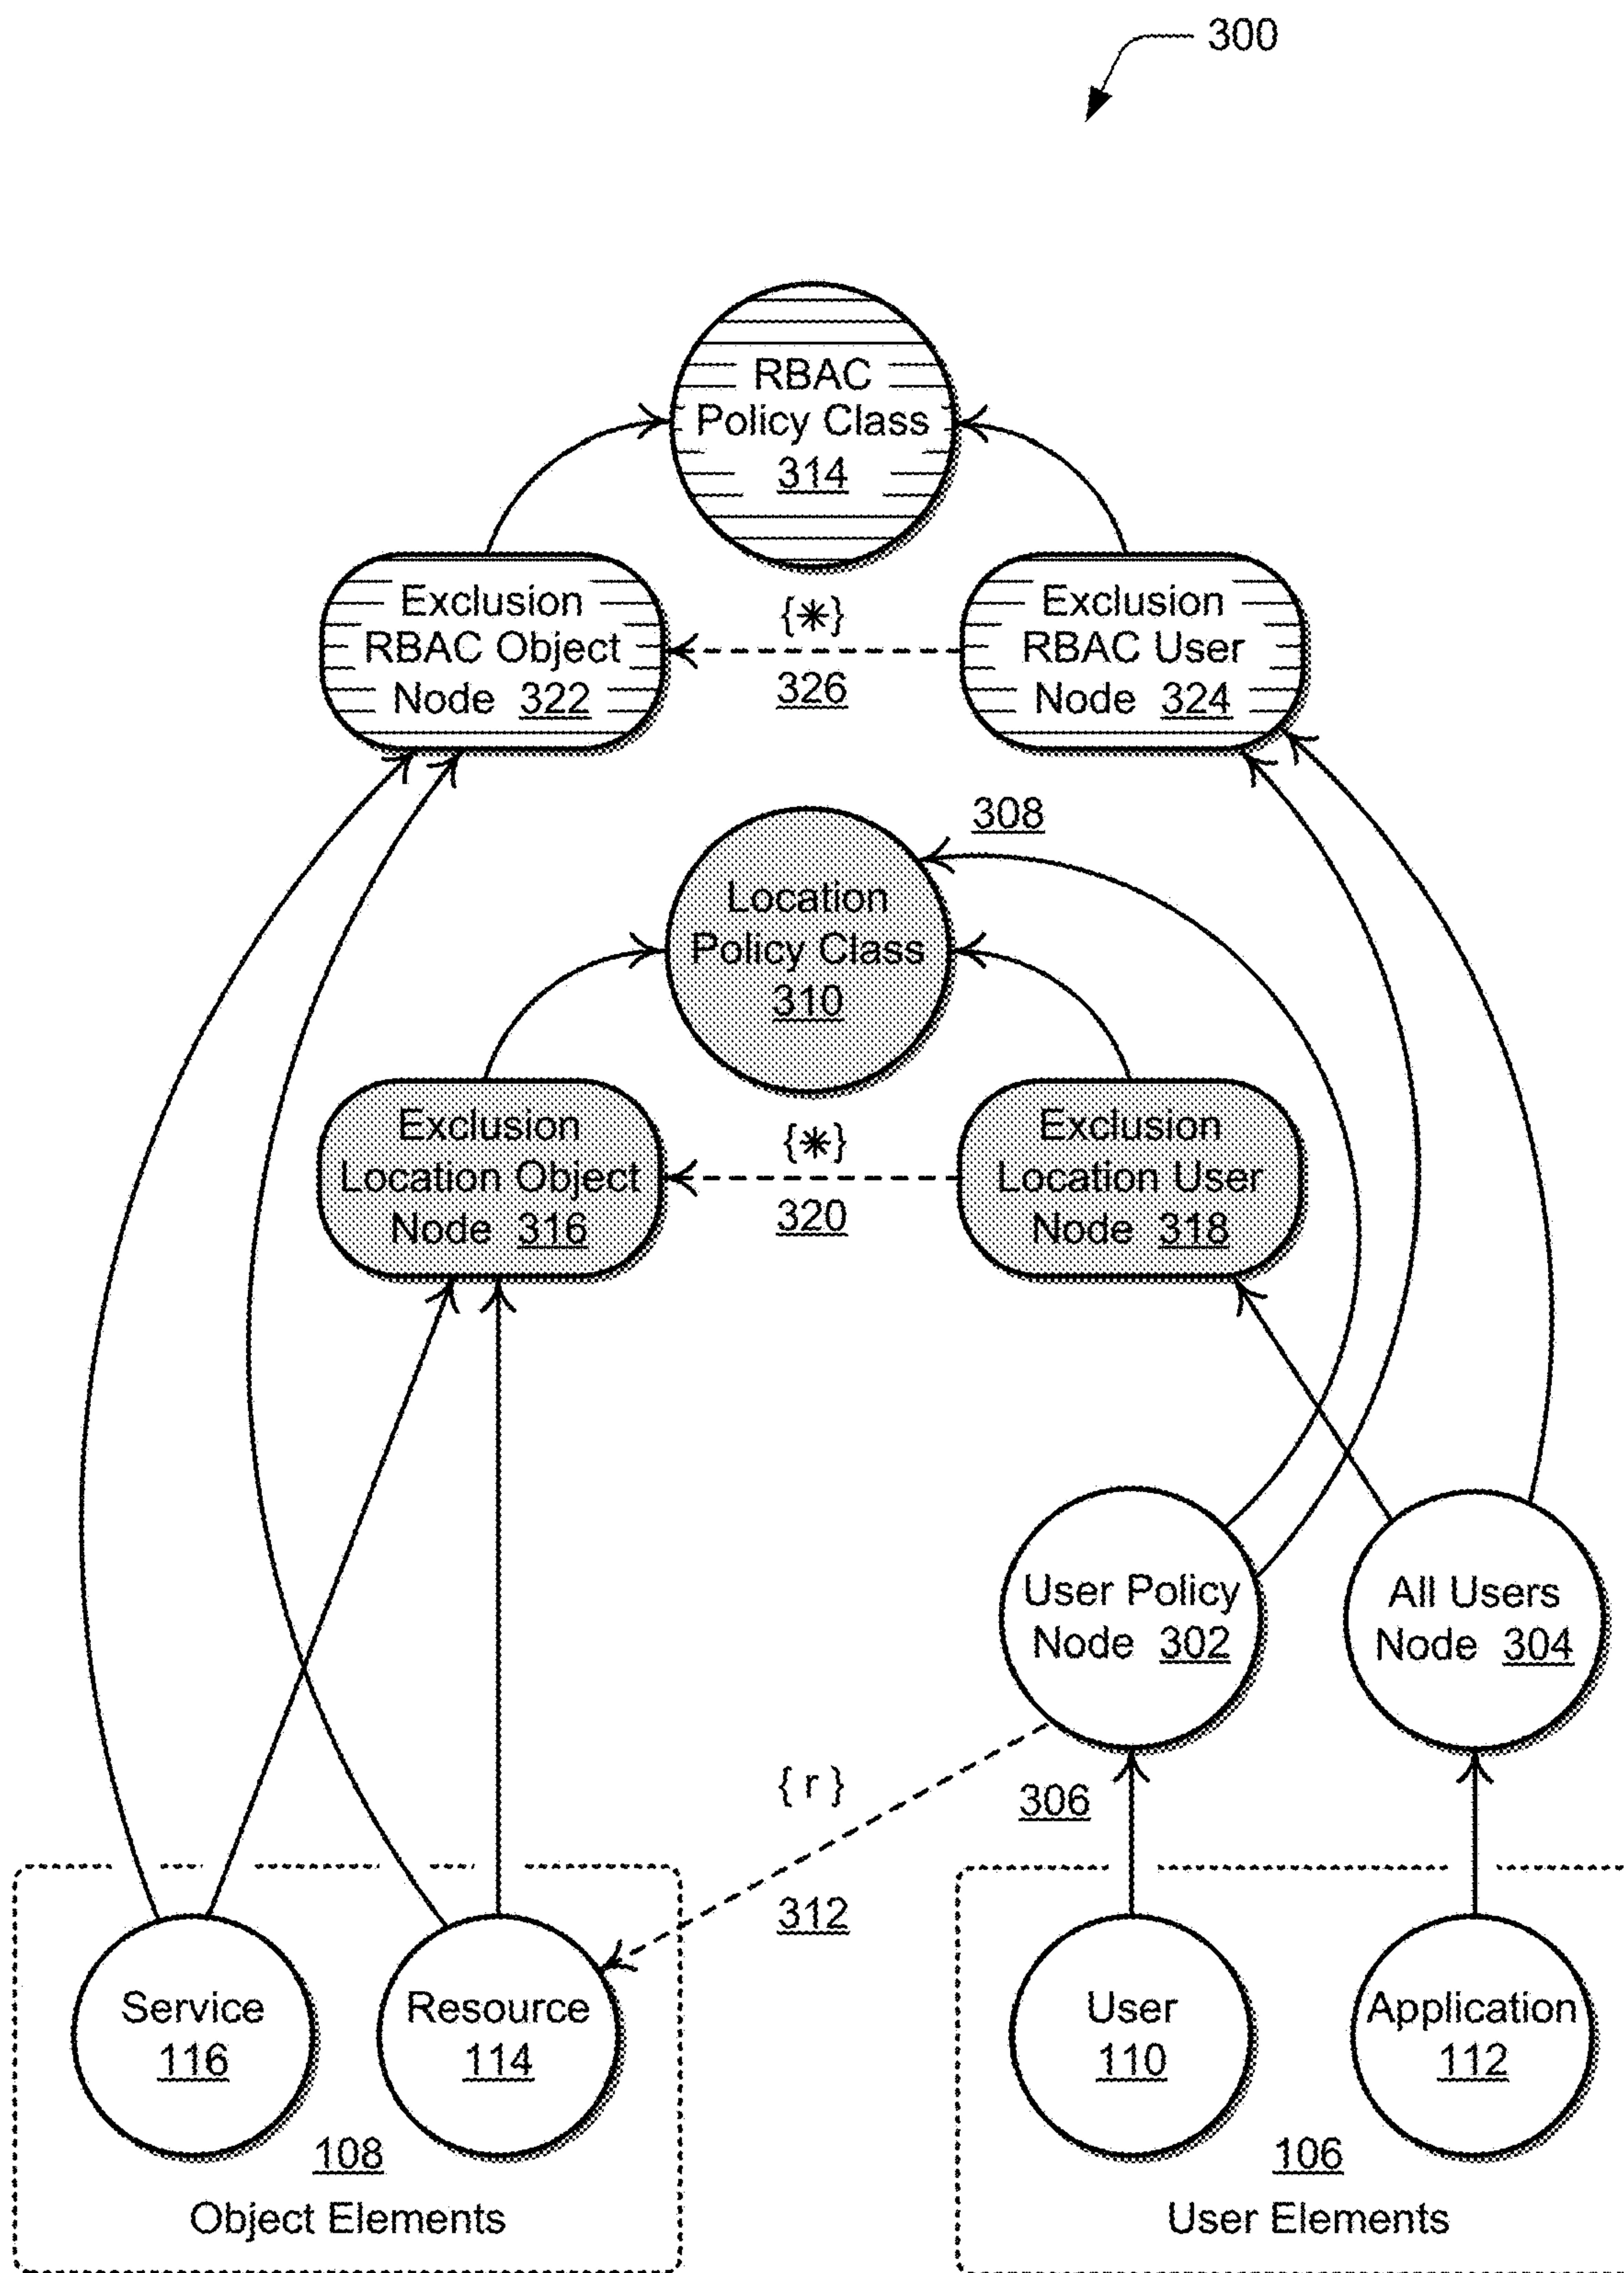 300
RBAC
Policy Class
314
Exclusion
RBAC Object
Node 322
{*}
326
Exclusion
RBAC User
Node 324
308
Location
Policy Class
310
Exclusion
Location Object
Node 316
{*}
320
Exclusion
Location User
Node 318
User Policy
Node 302
All Users
Node 304
{ r }
306
312
Service
116
Resource
114
User
110
Application
112
108
Object Elements
106
User Elements